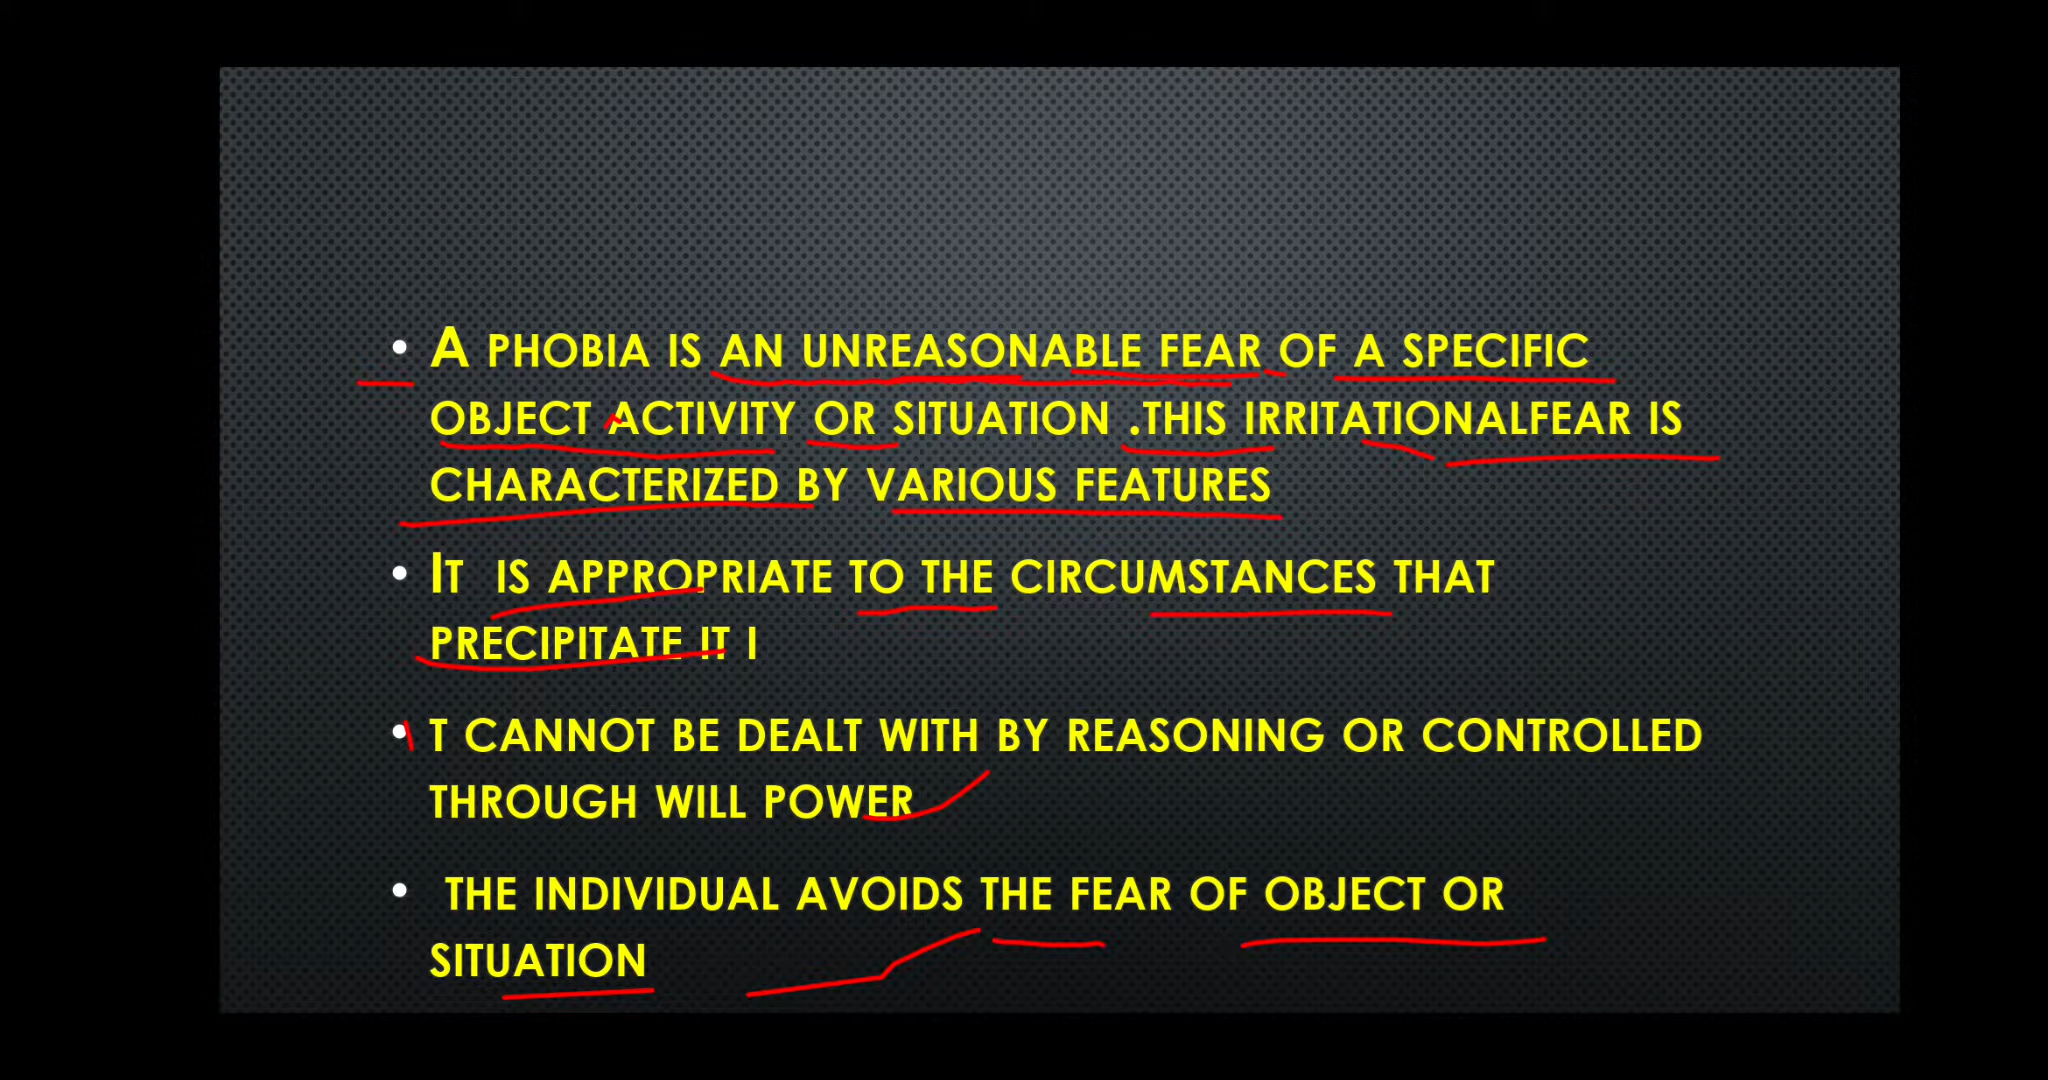 A PHOBIA IS AN UNREASONABLE FEAR OF A SPECIFIC
OBJECT ACTIVITY OR SITUATION .THIS IRRITATIONALFEAR IS
CHARACTERIZED BY VARIOUS FEATURES
IT IS APPROPRIATE TO THE CIRCUMSTANCES THAT
PRECIPITATE IT I
T CANNOT BE DEALT WITH BY REASONING OR CONTROLLED
THROUGH WILL POWER
THE INDIVIDUAL AVOIDS THE FEAR OF OBJECT OR
SITUATION